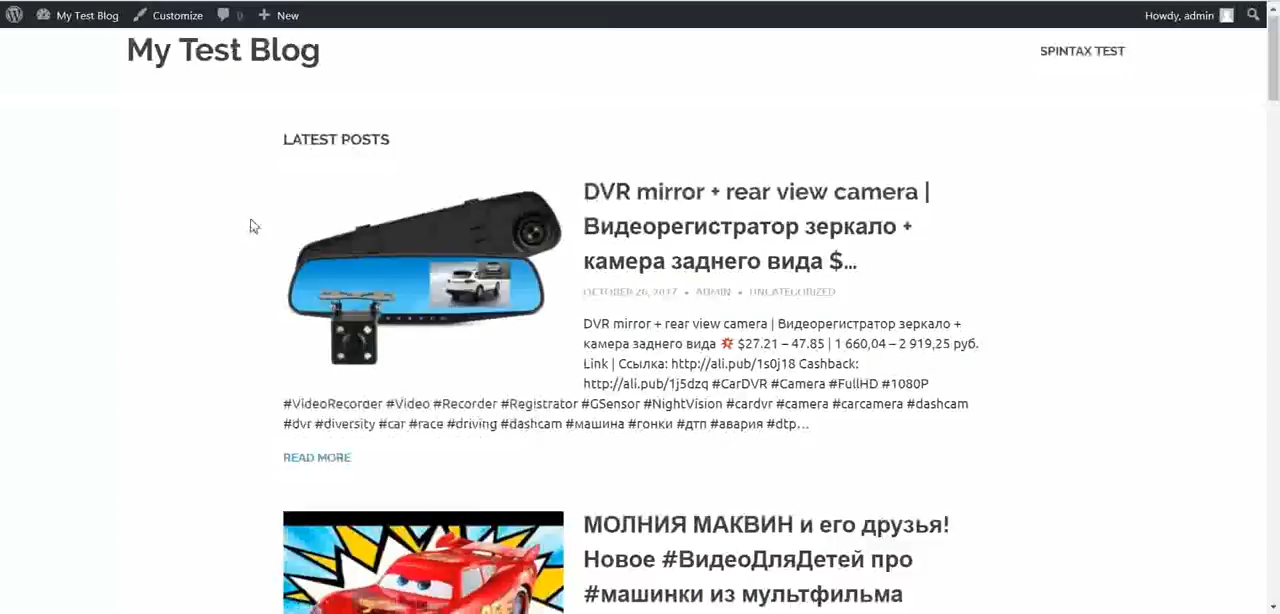 My Test Blog Customize 0 New Howdy, admin
My Test Blog SPINTAX TEST
LATEST POSTS
DVR mirror + rear view camera |
Видеорегистратор зеркало +
камера заднего вида $...
OCTOBER 26, 2017 • ADMIN • UNCATEGORIZED
DVR mirror + rear view camera | Видеорегистратор зеркало +
камера заднего вида 💥 $27.21 – 47.85 | 1 660,04 – 2 919,25 руб.
Link | Ссылка: http://ali.pub/1s0j18 Cashback:
http://ali.pub/1j5dzq #CarDVR #Camera #FullHD #1080P
#VideoRecorder #Video #Recorder #Registrator #GSensor #NightVision #cardvr #camera #carcamera #dashcam
#dvr #diversity #car #race #driving #dashcam #машина #гонки #дтп #авария #dtp...
READ MORE
МОЛНИЯ МАКВИН и его друзья!
Новое #ВидеоДляДетей про
#машинки из мультфильма